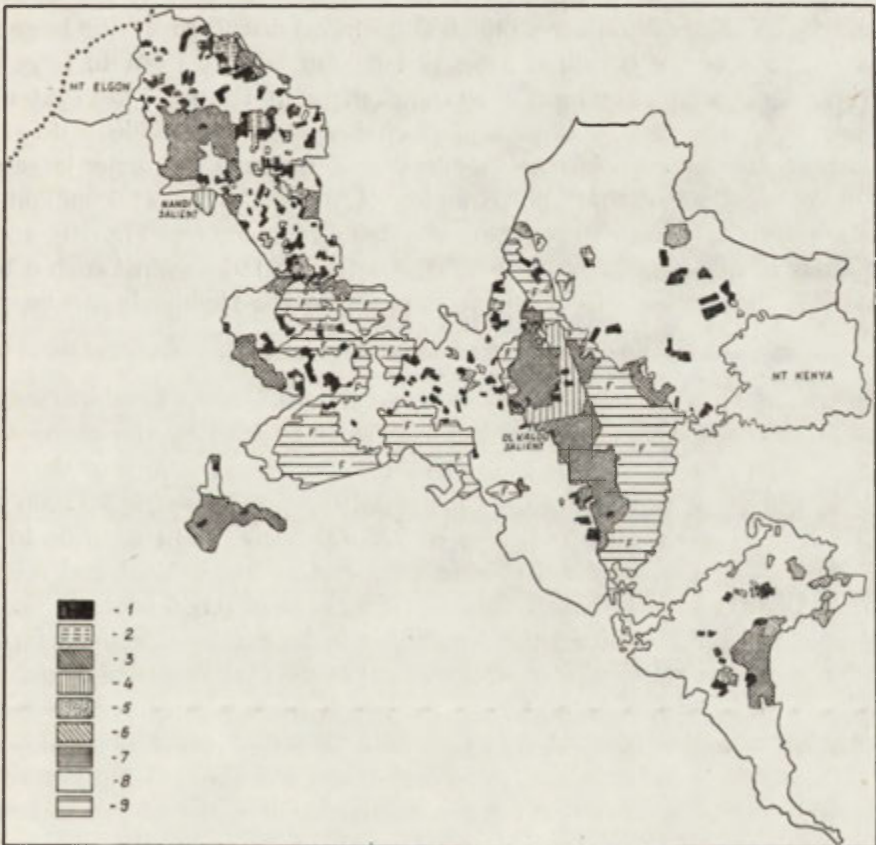 MT ELGON
NANDI
SALIENT
F
F
F
F
F
F
F
F
F
MT KENYA
OL KALOU
SALIENT
F
F
F
- 1
- 2
- 3
- 4
- 5
- 6
- 7
- 8
- 9